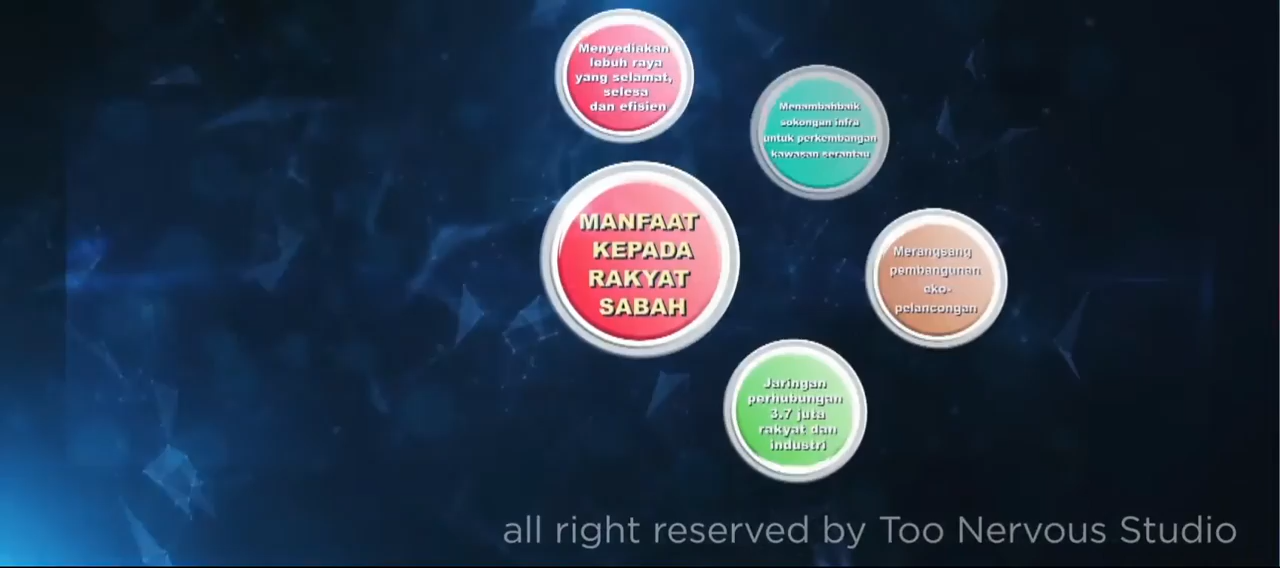 Menyediakan
lebuh raya
yang selamat,
selesa
dan efisien
Menambahbaik
sokongan infra
untuk perkembangan
kawasan serantau
MANFAAT
KEPADA
RAKYAT
SABAH
Merangsang
pembangunan
eko-
pelancongan
Jaringan
perhubungan
3.7 juta
rakyat dan
industri
all right reserved by Too Nervous Studio